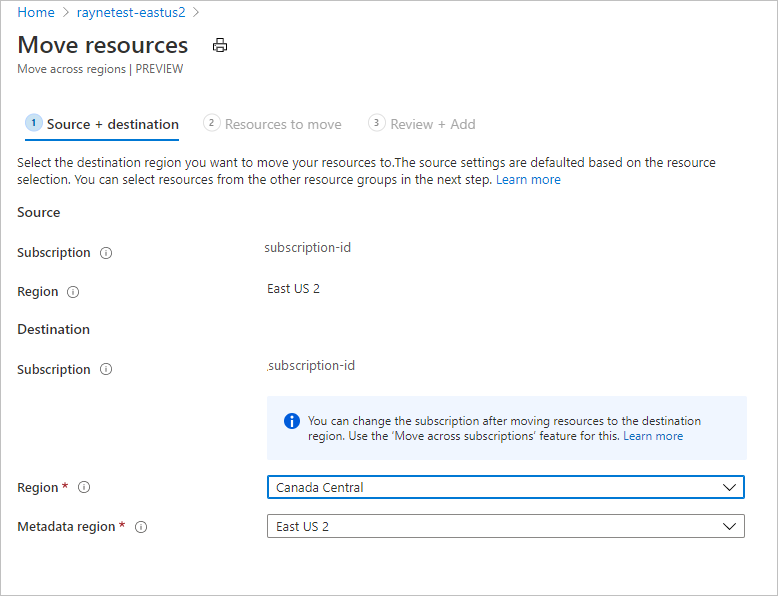 Home > raynetest-eastus2 >
Move resources
Move across regions | PREVIEW
1 Source + destination 2 Resources to move 3 Review + Add
Select the destination region you want to move your resources to.The source settings are defaulted based on the resource
selection. You can select resources from the other resource groups in the next step. Learn more
Source
Subscription subscription-id
Region East US 2
Destination
Subscription ,subscription-id
You can change the subscription after moving resources to the destination
region. Use the 'Move across subscriptions' feature for this. Learn more
Region * Canada Central
Metadata region * East US 2